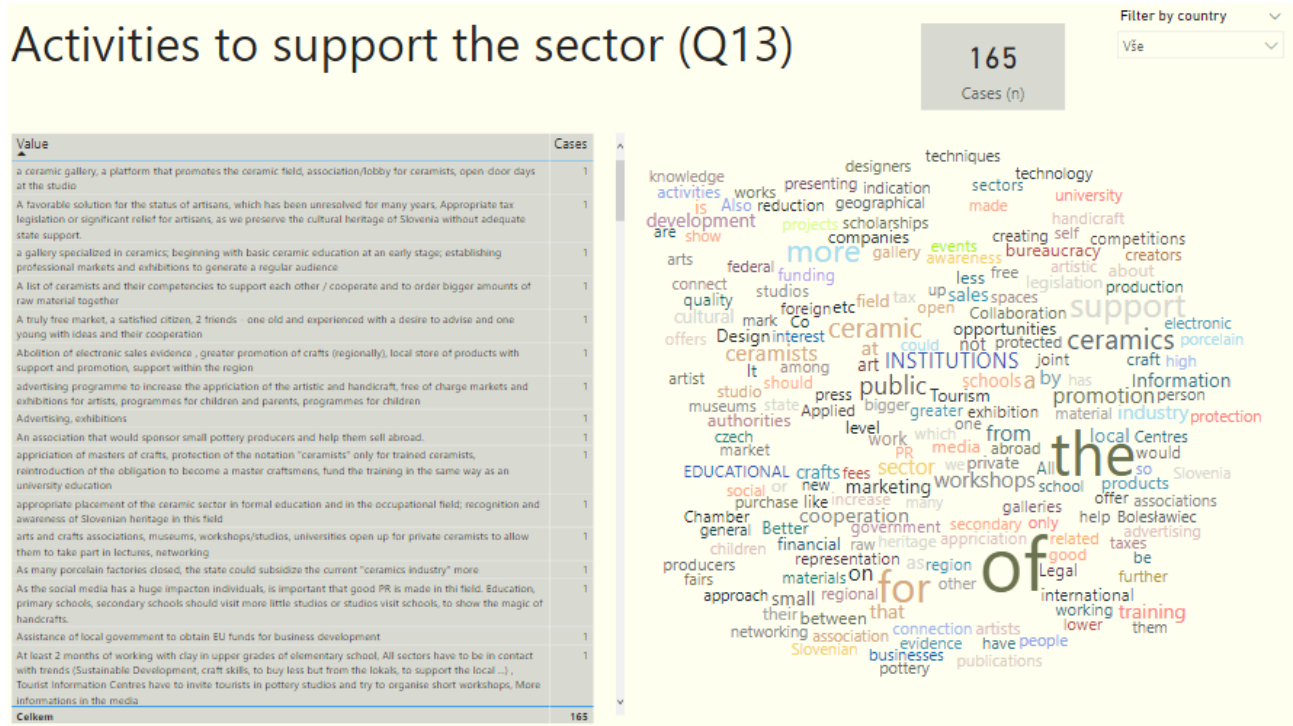 Activities to support the sector (Q13)
165
Cases (n)
Filter by country
Vše
Value Cases
a ceramic gallery, a platform that promotes the ceramic field, association/lobby for ceramists, open-door days 1
at the studio
A favorable solution for the status of artisans, which has been unresolved for many years, Appropriate tax 1
legislation or significant relief for artisans, as we preserve the cultural heritage of Slovenia without adequate
state support.
a gallery specialized in ceramics; beginning with basic ceramic education at an early stage; establishing 1
professional markets and exhibitions to generate a regular audience
A list of ceramists and their competencies to support each other / cooperate and to order bigger amounts of 1
raw material together
A truly free market, a satisfied citizen, 2 friends - one old and experienced with a desire to advise and one 1
young with ideas and their cooperation
Abolition of electronic sales evidence , greater promotion of crafts (regionally), local store of products with 1
support and promotion, support within the region
advertising programme to increase the appriciation of the artistic and handicraft, free of charge markets and 1
exhibitions for artists, programmes for children and parents, programmes for children
Advertising, exhibitions 1
An association that would sponsor small pottery producers and help them sell abroad. 1
appriciation of masters of crafts, protection of the notation "ceramists" only for trained ceramists, 1
reintroduction of the obligation to become a master craftsmens, fund the training in the same way as an
university education
appropriate placement of the ceramic sector in formal education and in the occupational field; recognition and 1
awareness of Slovenian heritage in this field
arts and crafts associations, museums, workshops/studios, universities open up for private ceramists to allow 1
them to take part in lectures, networking
As many porcelain factories closed, the state could subsidize the current "ceramics industry" more 1
As the social media has a huge impacton individuals, is important that good PR is made in thi field. Education, 1
primary schools, secondary schools should visit more little studios or studios visit schools, to show the magic of
handcrafts.
Assistance of local government to obtain EU funds for business development 1
At least 2 months of working with clay in upper grades of elementary school, All sectors have to be in contact 1
with trends (Sustainable Development, craft skills, to buy less but from the lokals, to support the local ...) ,
Tourist Information Centres have to invite tourists in pottery studios and try to organise short workshops, More
informations in the media
Celkem 165
designers techniques
knowledge presenting indication sectors technology
activities works geographical university
is Also reduction made
development projects scholarships handicraft
are show companies creating self competitions
arts more gallery events awareness bureaucracy creators
federal funding less free artistic about
connect studios up sales spaces legislation production
quality foreign etc field tax open Collaboration support
cultural mark Co ceramic opportunities electronic
offers Design interest could not protected ceramics porcelain
ceramists at INSTITUTIONS joint craft high
It among art
artist should public schools a by has Information
studio press Tourism promotion person
museums state Applied bigger greater exhibition material industry protection
authorities level one from local Centres
czech work which media abroad the would
market PR All so
EDUCATIONAL crafts fees sector we private workshops school products Slovenia
social or new marketing offer associations
purchase like increase many galleries
Chamber cooperation help Bolesławiec
general Better government secondary only advertising
children financial raw heritage appriciation related taxes
producers representation as region of good be
fairs materials on for other Legal further
approach small regional international
their between that working training
networking association connection artists lower them
Slovenian evidence have people
businesses publications
pottery